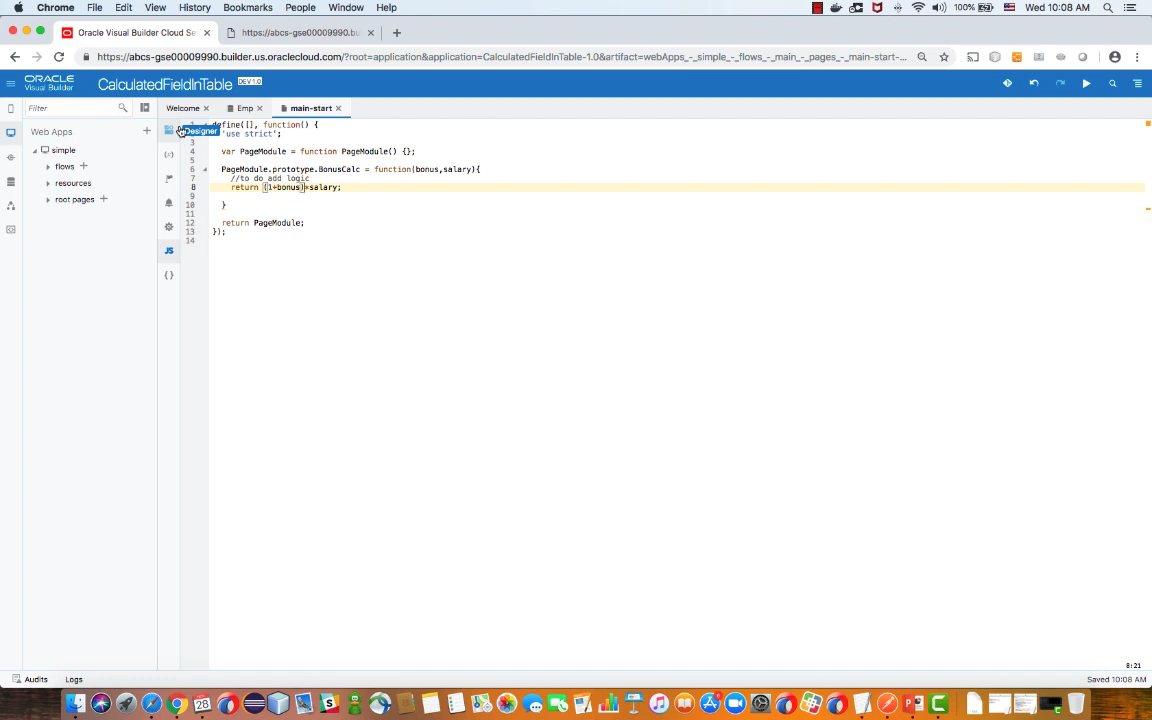 Chrome File Edit View History Bookmarks People Window Help 100% Wed 10:08 AM
Oracle Visual Builder Cloud Se × https://abcs-gse00009990.bu × +
https://abcs-gse00009990.builder.us.oraclecloud.com/?root=application&application=CalculatedFieldInTable-1.0&artifact=webApps_-_simple_-_flows_-_main_-_pages_-_main-start-...
ORACLE
Visual Builder
CalculatedFieldInTable DEV 1.0
Filter Welcome × Emp × main-start ×
Web Apps +
simple
flows +
resources
root pages +
Designer
(x)
JS
{ }
1 define([], function() {
'use strict';
3
4 var PageModule = function PageModule() {};
5
6 PageModule.prototype.BonusCalc = function(bonus,salary){
7 //to do add logic
8 return (1+bonus)*salary;
9
10 }
11
12 return PageModule;
13 });
14
8:21
Audits Logs Saved 10:08 AM
28